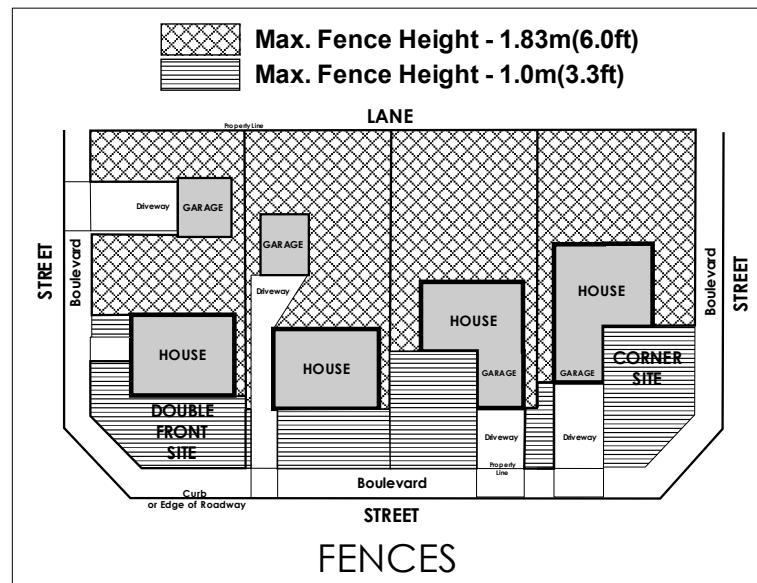 Max. Fence Height - 1.83m(6.0ft)
Max. Fence Height - 1.0m(3.3ft)
LANE
Property Line
STREET
Boulevard
Driveway
GARAGE
GARAGE
Driveway
HOUSE
HOUSE
HOUSE
GARAGE
HOUSE
GARAGE
Boulevard
STREET
CORNER
SITE
DOUBLE
FRONT
SITE
Driveway
Driveway
Property
Line
Boulevard
Curb
or Edge of Roadway
STREET
FENCES